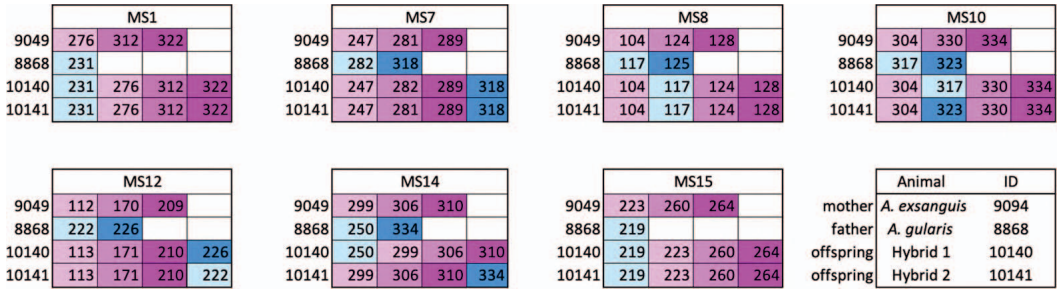 MS1
9049 276 312 322
8868 231
10140 231 276 312 322
10141 231 276 312 322
MS7
9049 247 281 289
8868 282 318
10140 247 282 289 318
10141 247 281 289 318
MS8
9049 104 124 128
8868 117 125
10140 104 117 124 128
10141 104 117 124 128
MS10
9049 304 330 334
8868 317 323
10140 304 317 330 334
10141 304 323 330 334
MS12
9049 112 170 209
8868 222 226
10140 113 171 210 226
10141 113 171 210 222
MS14
9049 299 306 310
8868 250 334
10140 250 299 306 310
10141 299 306 310 334
MS15
9049 223 260 264
8868 219
10140 219 223 260 264
10141 219 223 260 264
Animal ID
mother A. exsanguis 9094
father A. gularis 8868
offspring Hybrid 1 10140
offspring Hybrid 2 10141